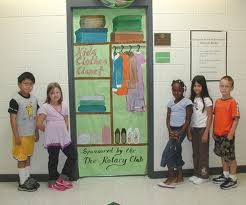 Kids
Clothes
Closet
Sponsored by the
The Rotary Club